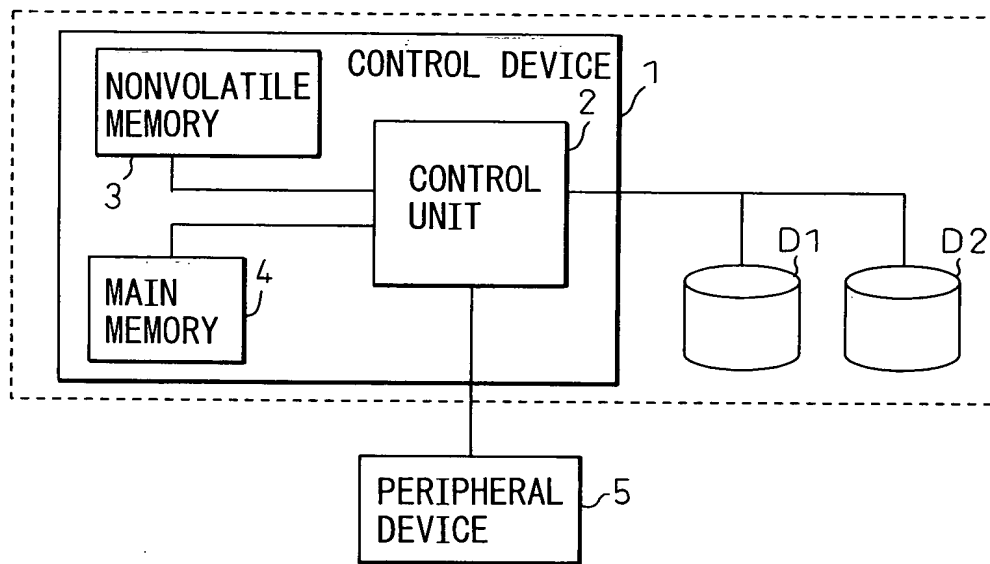 CONTROL DEVICE
1
NONVOLATILE
MEMORY
3
2
CONTROL
UNIT
D1
D2
4
MAIN
MEMORY
PERIPHERAL
DEVICE
5